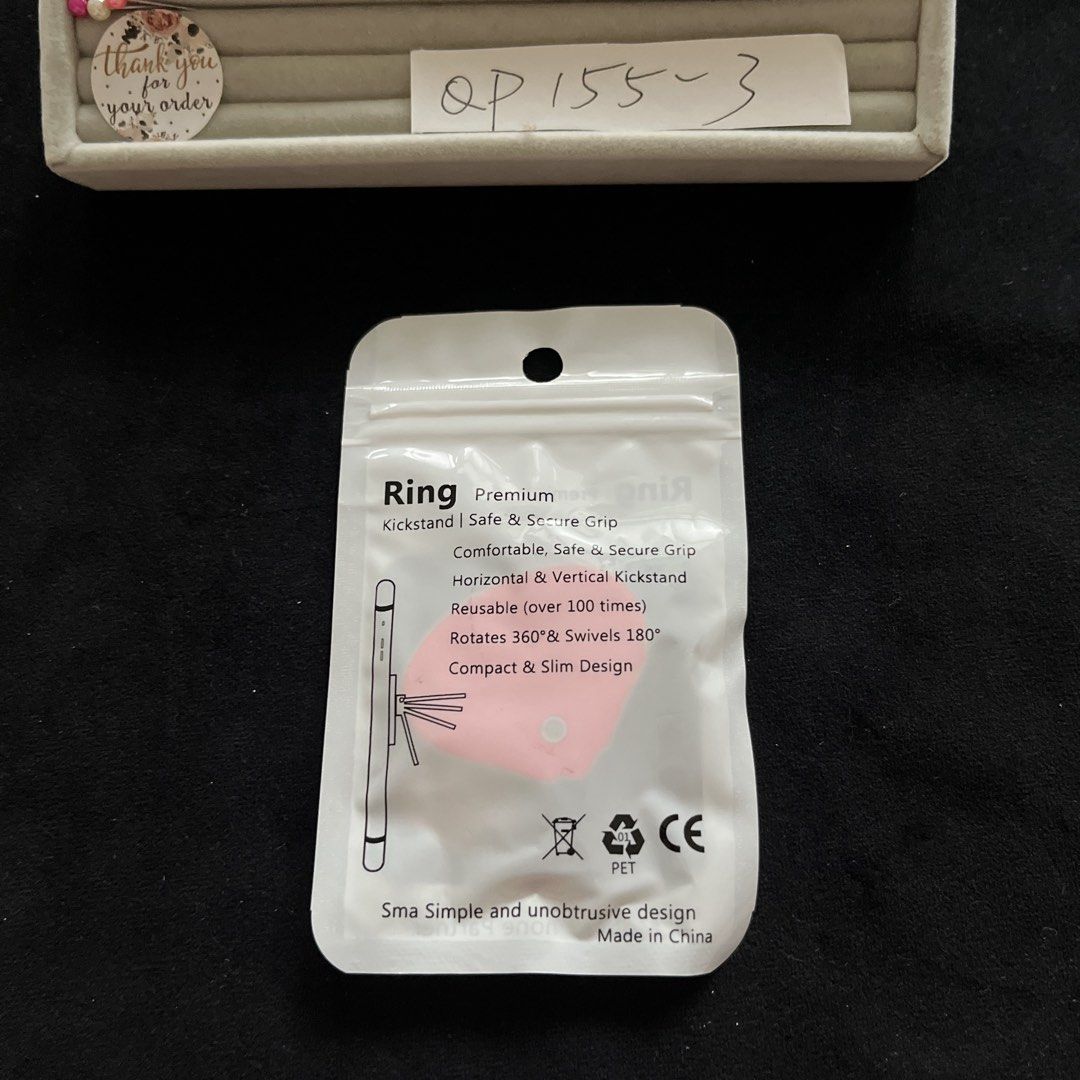 thank you
for
your order
QP155-3
Ring Premium
Kickstand | Safe & Secure Grip
Comfortable, Safe & Secure Grip
Horizontal & Vertical Kickstand
Reusable (over 100 times)
Rotates 360°& Swivels 180°
Compact & Slim Design
01
PET
CE
Sma Simple and unobtrusive design
Made in China